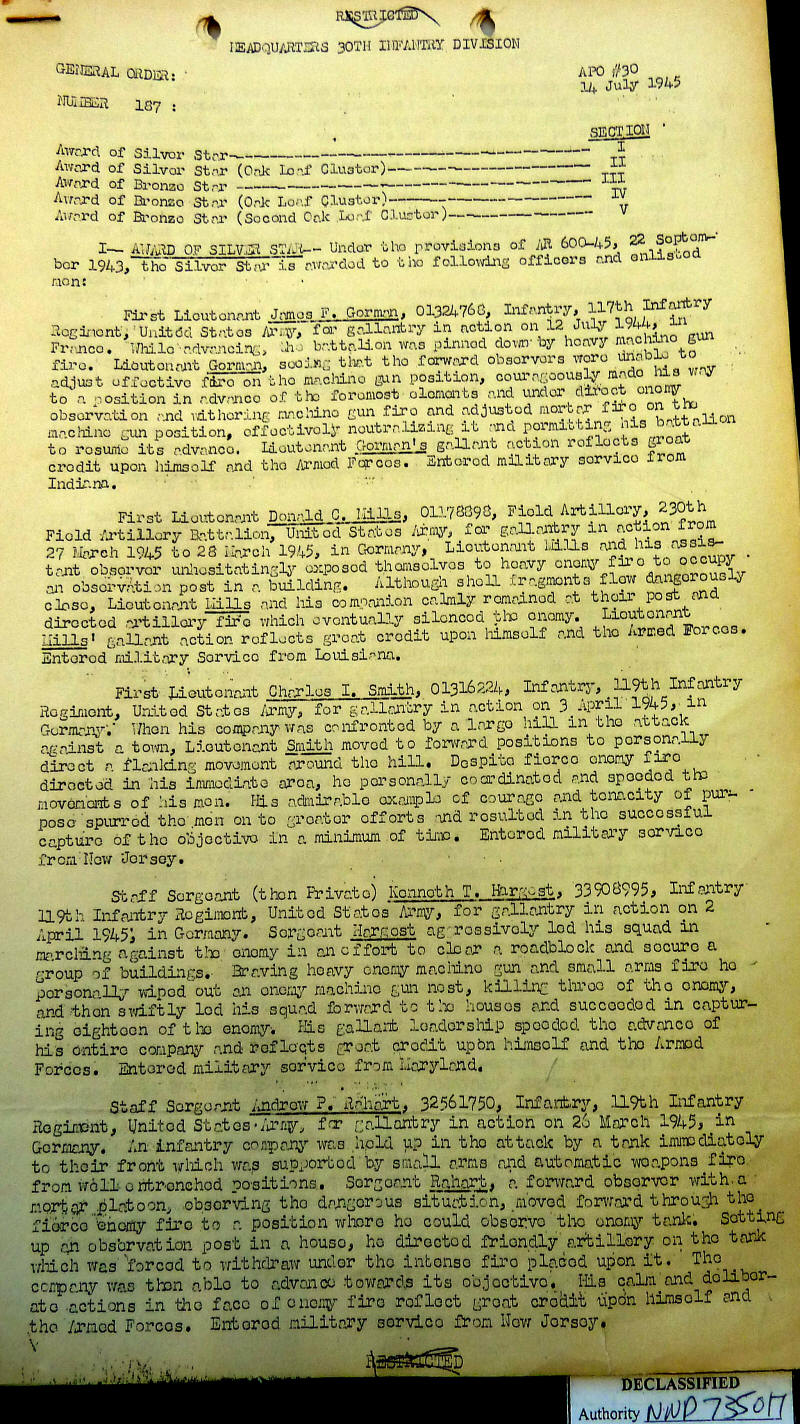 RESTRICTED
HEADQUARTERS 30TH INFANTRY DIVISION
GENERAL ORDER:
APO #30
14 July 1945
NUMBER 187 :
SECTION
Award of Silver Star---------- I
Award of Silver Star (Oak Leaf Cluster)---------- II
Award of Bronze Star ---------- III
Award of Bronze Star (Oak Leaf Cluster)---------- IV
Award of Bronze Star (Second Oak Leaf Cluster)---------- V
I-- AWARD OF SILVER STAR-- Under the provisions of AR 600-45, 22 Septem-
ber 1943, the Silver Star is awarded to the following officers and enlisted
men:
First Lieutenant James F. Gorman, 01324768, Infantry, 117th Infantry
Regiment, United States Army, for gallantry in action on 12 July 1944, in
France. While advancing, the battalion was pinned down by heavy machine gun
fire. Lieutenant Gorman, seeing that the forward observers were unable to
adjust effective fire on the machine gun position, courageously made his way
to a position in advance of the foremost elements and under direct enemy
observation and withering machine gun fire and adjusted mortar fire on the
machine gun position, effectively neutralizing it and permitting his battalion
to resume its advance. Lieutenant Gorman's gallant action reflects great
credit upon himself and the Armed Forces. Entered military service from
Indiana.
First Lieutenant Donald C. Mills, 01178898, Field Artillery, 230th
Field Artillery Battalion, United States Army, for gallantry in action from
27 March 1945 to 28 March 1945, in Germany, Lieutenant Mills and his assis-
tant observor unhesitatingly exposed themselves to heavy enemy fire to occupy
an observation post in a building. Although shell fragments flew dangerously
close, Lieutenant Mills and his companion calmly remained at their post and
directed artillery fire which eventually silenced the enemy. Lieutenant
Mills' gallant action reflects great credit upon himself and the Armed Forces.
Entered military Service from Louisiana.
First Lieutenant Charles I. Smith, 01316224, Infantry, 119th Infantry
Regiment, United States Army, for gallantry in action on 3 April 1945, in
Germany. When his company was confronted by a large hill in the attack
against a town, Lieutenant Smith moved to forward positions to personally
direct a flanking movement around the hill. Despite fierce enemy fire
directed in his immediate area, he personally coordinated and speeded the
movements of his men. His admirable example of courage and tenacity of pur-
pose spurred the men on to greater efforts and resulted in the successful
capture of the objective in a minimum of time. Entered military service
from New Jersey.
Staff Sergeant (then Private) Kenneth T. Hargest, 33908995, Infantry
119th Infantry Regiment, United States Army, for gallantry in action on 2
April 1945, in Germany. Sergeant Hargest aggressively led his squad in
marching against the enemy in an effort to clear a roadblock and secure a
group of buildings. Braving heavy enemy machine gun and small arms fire he
personally wiped out an enemy machine gun nest, killing three of the enemy,
and then swiftly led his squad forward to the houses and succeeded in captur-
ing eighteen of the enemy. His gallant leadership speeded the advance of
his entire company and reflects great credit upon himself and the Armed
Forces. Entered military service from Maryland.
Staff Sergeant Andrew P. Rahart, 32561750, Infantry, 119th Infantry
Regiment, United States Army, for gallantry in action on 26 March 1945, in
Germany. An infantry company was held up in the attack by a tank immediately
to their front which was supported by small arms and automatic weapons fire
from well entrenched positions. Sergeant Rahart, a forward observer with a
mortar platoon, observing the dangerous situation, moved forward through the
fierce enemy fire to a position where he could observe the enemy tank. Setting
up an observation post in a house, he directed friendly artillery on the tank
which was forced to withdraw under the intense fire placed upon it. The
company was then able to advance towards its objective. His calm and deliber-
ate actions in the face of enemy fire reflect great credit upon himself and
the Armed Forces. Entered military service from New Jersey.
RESTRICTED
DECLASSIFIED
Authority NND 735017